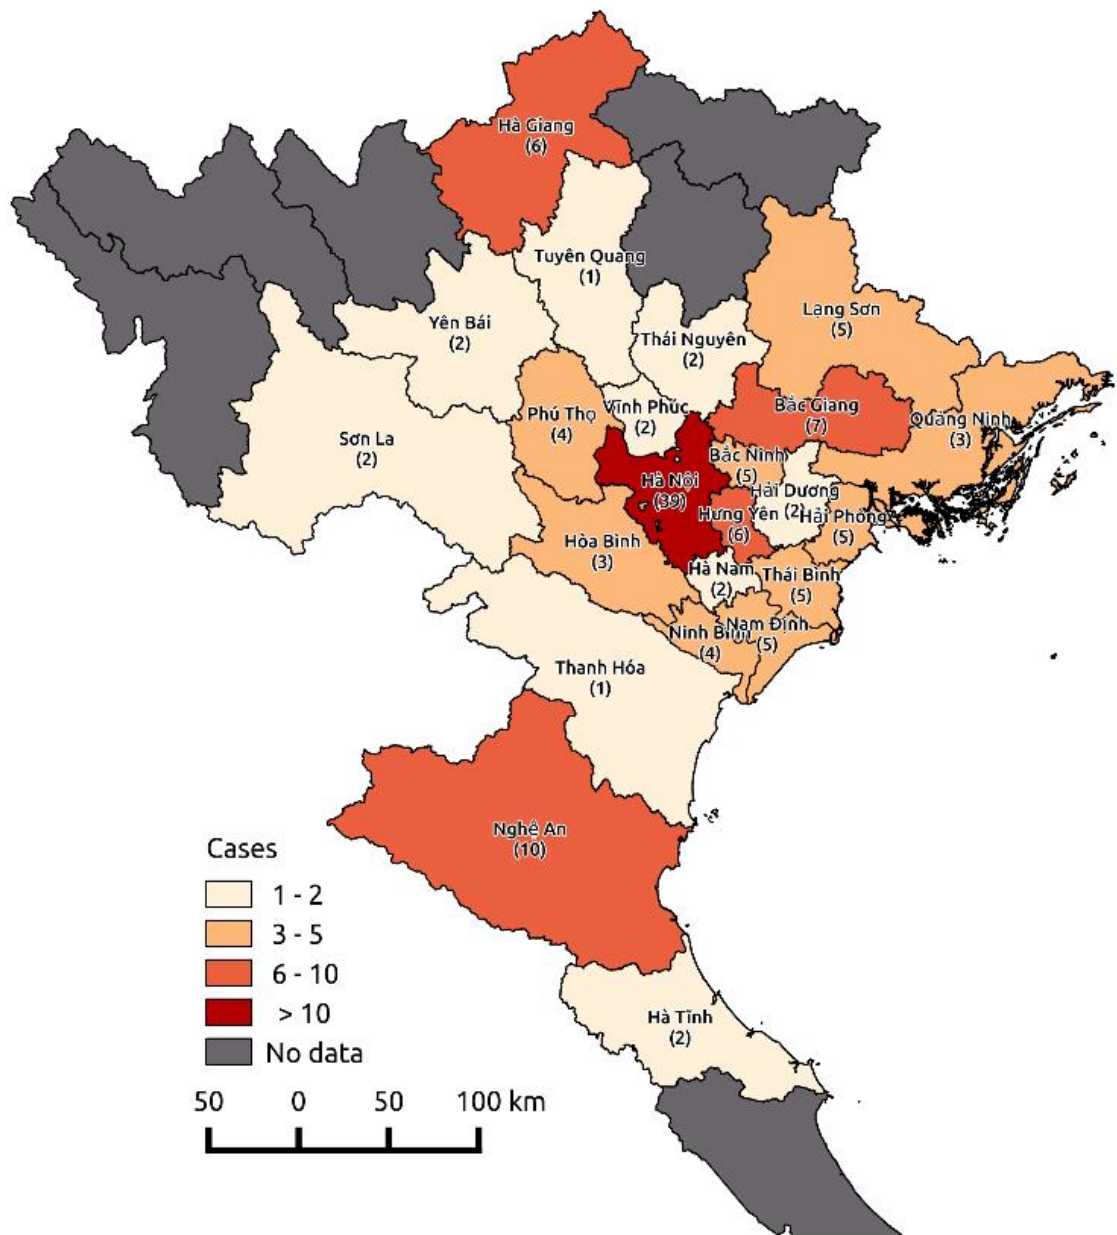 Hà Giang
(6)
Tuyên Quang
(1)
Lạng Sơn
(5)
Yên Bái
(2)
Thái Nguyên
(2)
Phú Thọ
(4)
Vĩnh Phúc
(2)
Bắc Giang
(7)
Quảng Ninh
(3)
Sơn La
(2)
Hà Nội
(39)
Bắc Ninh
(5)
Hải Dương
(2)
Hưng Yên
(6)
Hải Phòng
(5)
Hòa Bình
(3)
Hà Nam
(2)
Thái Bình
(5)
Ninh Bình
(4)
Nam Định
(5)
Thanh Hóa
(1)
Nghệ An
(10)
Hà Tĩnh
(2)
Cases
1 - 2
3 - 5
6 - 10
> 10
No data
50 0 50 100 km